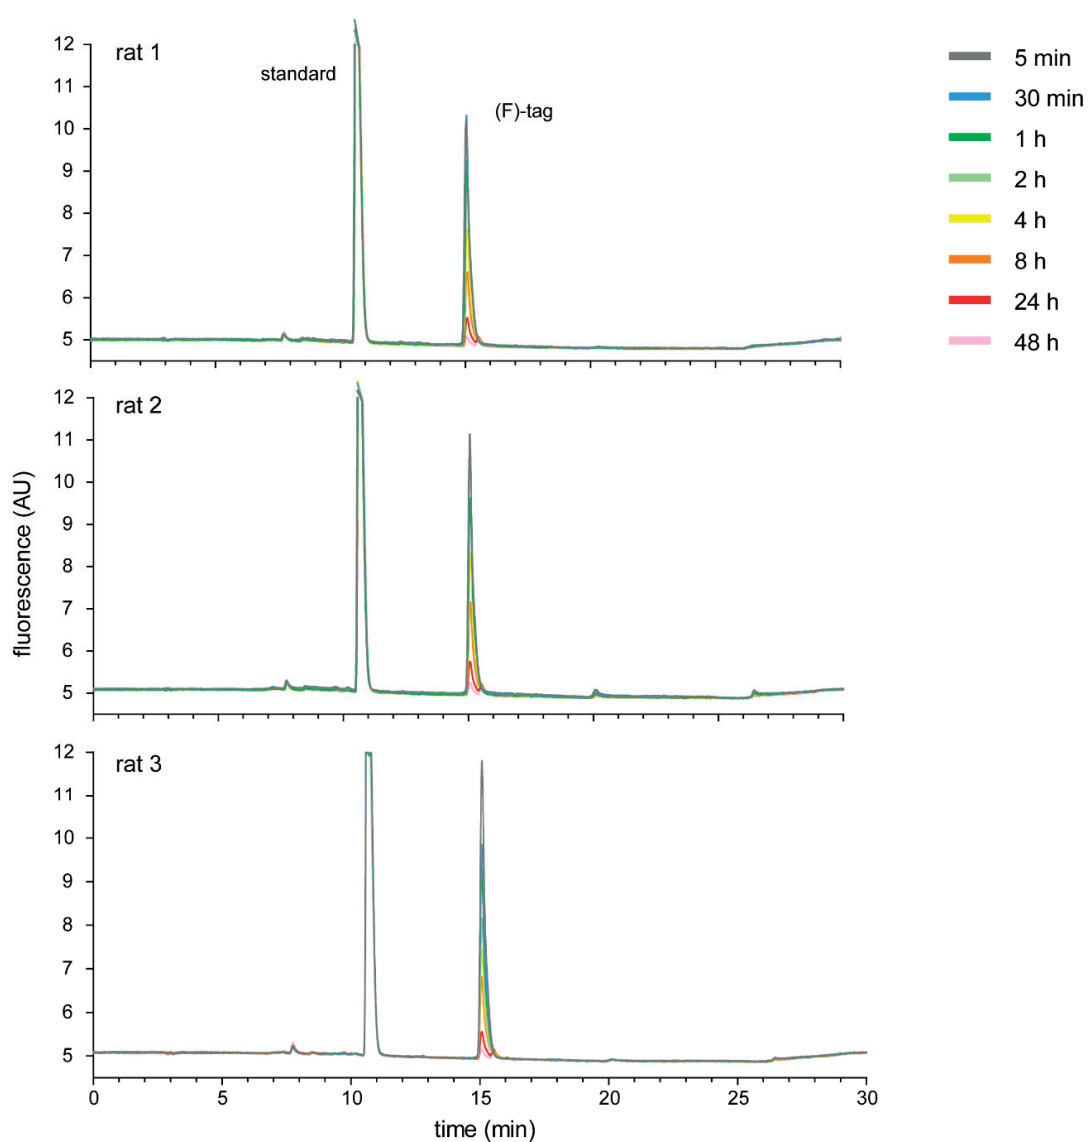 rat 1
standard
(F)-tag
12
11
10
9
8
7
6
5
5 min
30 min
1 h
2 h
4 h
8 h
24 h
48 h
rat 2
12
11
10
9
8
7
6
5
fluorescence (AU)
rat 3
12
11
10
9
8
7
6
5
0 5 10 15 20 25 30
time (min)